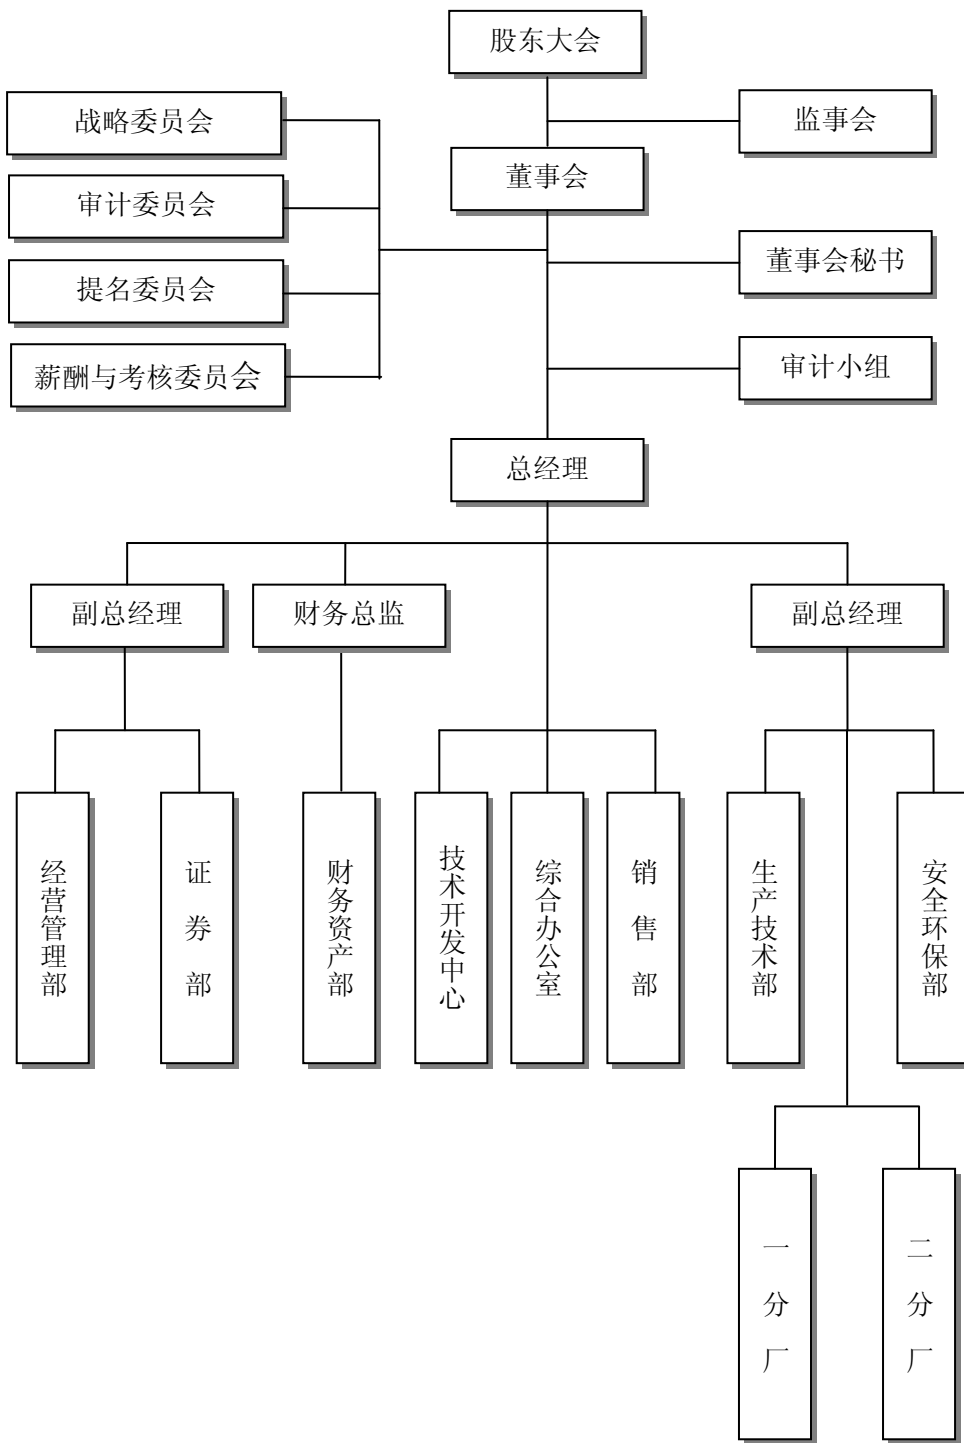 股东大会
战略委员会
监事会
董事会
审计委员会
董事会秘书
提名委员会
审计小组
薪酬与考核委员会
总经理
副总经理
财务总监
副总经理
经营管理部
证券部
财务资产部
技术开发中心
综合办公室
销售部
生产技术部
安全环保部
一分厂
二分厂